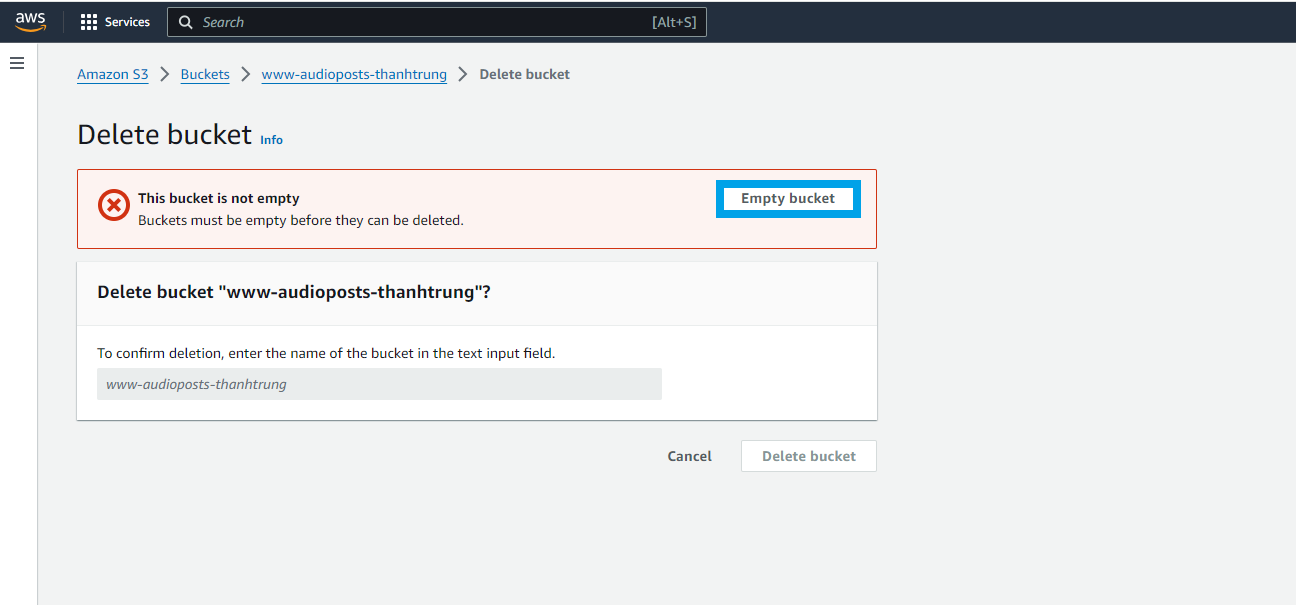 aws Services Search [Alt+S]
Amazon S3 > Buckets > www-audioposts-thanhtrung > Delete bucket
Delete bucket Info
This bucket is not empty
Empty bucket
Buckets must be empty before they can be deleted.
Delete bucket "www-audioposts-thanhtrung"?
To confirm deletion, enter the name of the bucket in the text input field.
www-audioposts-thanhtrung
Cancel Delete bucket